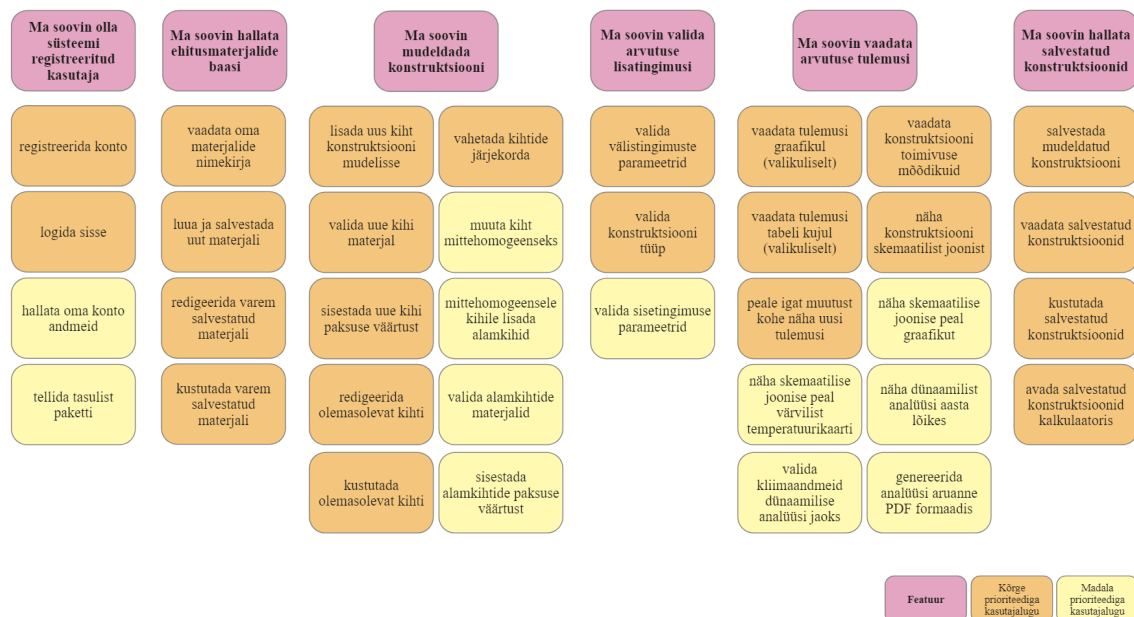 Ma soovin olla
süsteemi
registreeritud
kasutaja
Ma soovin hallata
ehitusmaterjalide
baasi
Ma soovin
mudeldada
konstruktsiooni
Ma soovin valida
arvutuse
lisatingimusi
Ma soovin vaadata
arvutuse tulemusi
Ma soovin hallata
salvestatud
konstruktsioonid
registreerida konto
logida sisse
hallata oma konto
andmeid
tellida tasulist
paketti
vaadata oma
materjalide
nimekirja
luua ja salvestada
uut materjali
redigeerida varem
salvestatud
materjali
kustutada varem
salvestatud
materjali
lisada uus kiht
konstruktsiooni
mudelisse
valida uue kihi
materjal
sisestada uue kihi
paksuse väärtust
redigeerida
olemasolevat kihti
kustutada
olemasolevat kihti
vahetada kihtide
järjekorda
muuta kiht
mittehomogeenseks
mittehomogeensele
kihile lisada
alamkihid
valida alamkihtide
materjalid
sisestada
alamkihtide paksuse
väärtust
valida
välistingimuste
parameetrid
valida
konstruktsiooni
tüüp
valida sisetingimuse
parameetrid
vaadata tulemusi
graafikul
(valikuliselt)
vaadata tulemusi
tabeli kujul
(valikuliselt)
peale igat muutust
kohe näha uusi
tulemusi
näha skemaatilise
joonise peal
värvilist
temperatuurikaarti
valida
kliimaandmeid
dünaamilise
analüüsi jaoks
vaadata
konstruktsiooni
toimivuse
mõõdikuid
näha
konstruktsiooni
skemaatilist joonist
näha skemaatilise
joonise peal
graafikut
näha dünaamilist
analüüsi aasta
lõikes
genereerida
analüüsi aruanne
PDF formaadis
salvestada
mudeldatud
konstruktsiooni
vaadata salvestatud
konstruktsioonid
kustutada
salvestatud
konstruktsioonid
avada salvestatud
konstruktsioonid
kalkulaatoris
Featuur
Kõrge
prioriteediga
kasutajalugu
Madala
prioriteediga
kasutajalugu